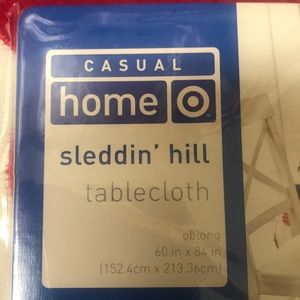 CASUAL
home
sleddin' hill
tablecloth
oblong
60 in x 84 in
[152.4cm x 213.36cm]